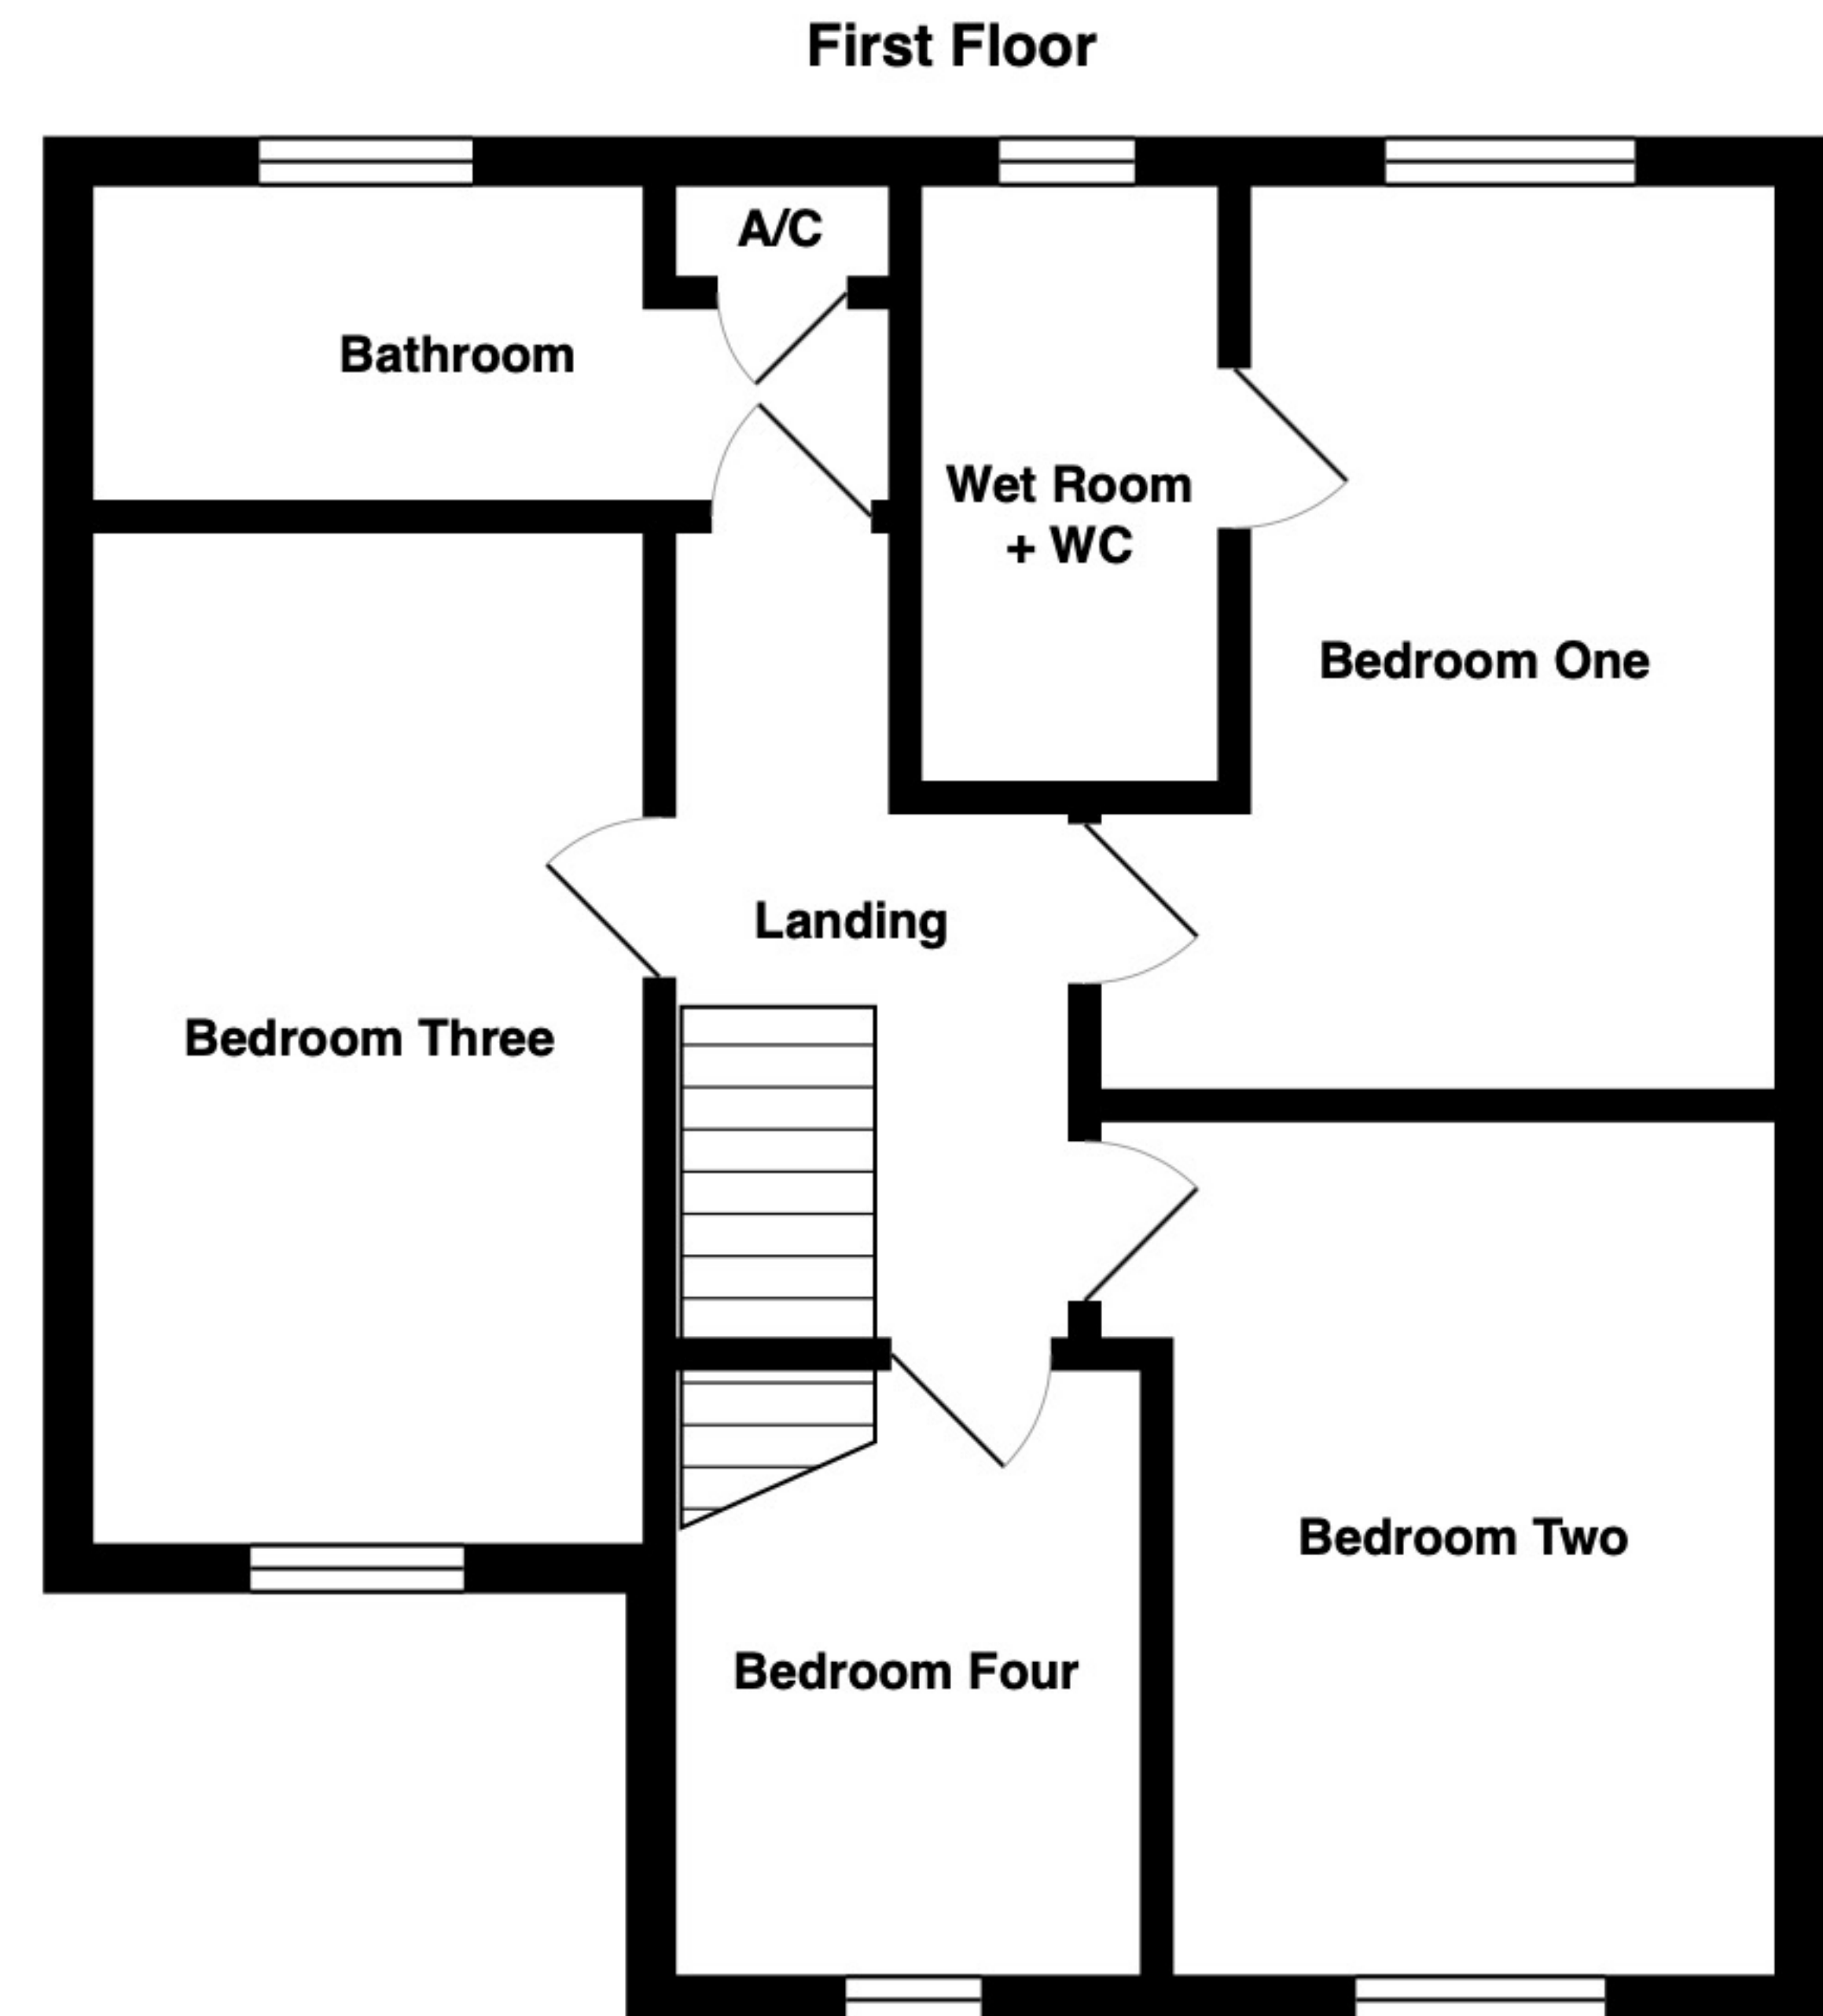 First Floor
A/C
Bathroom
Wet Room
+ WC
Bedroom One
Landing
Bedroom Three
Bedroom Two
Bedroom Four